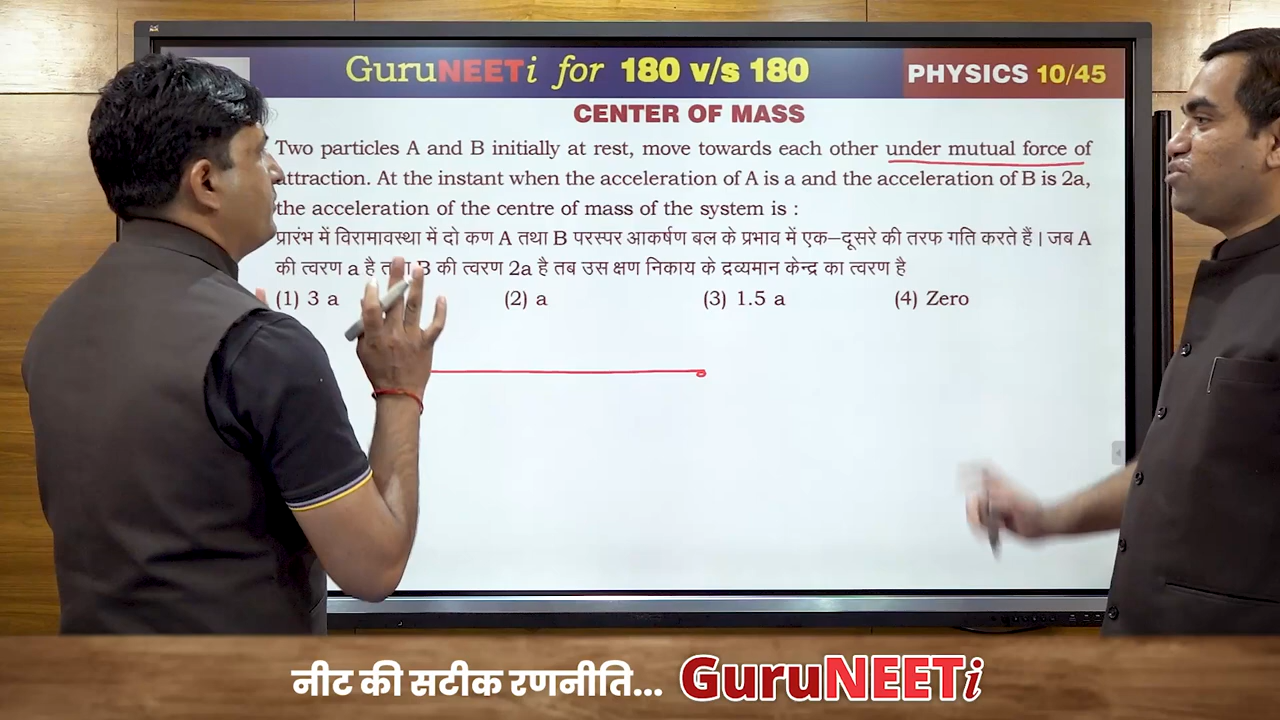 GuruNEETi for 180 v/s 180
PHYSICS 10/45
CENTER OF MASS
Two particles A and B initially at rest, move towards each other under mutual force of
attraction. At the instant when the acceleration of A is a and the acceleration of B is 2a,
the acceleration of the centre of mass of the system is :
प्रारंभ में विरामावस्था में दो कण A तथा B परस्पर आकर्षण बल के प्रभाव में एक–दूसरे की तरफ गति करते हैं । जब A
की त्वरण a है तथा B की त्वरण 2a है तब उस क्षण निकाय के द्रव्यमान केन्द्र का त्वरण है
(1) 3 a (2) a (3) 1.5 a (4) Zero
नीट की सटीक रणनीति... GuruNEETi